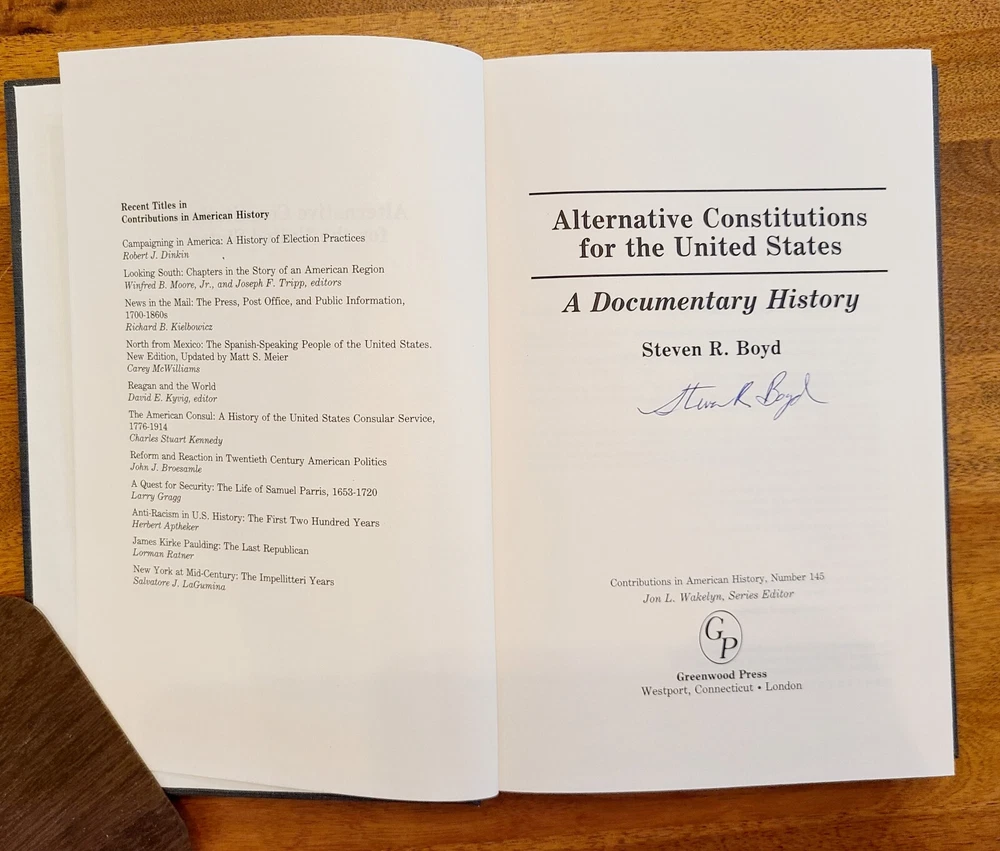 Recent Titles in
Contributions in American History
Campaigning in America: A History of Election Practices
Robert J. Dinkin
Looking South: Chapters in the Story of an American Region
Winfred B. Moore, Jr., and Joseph F. Tripp, editors
News in the Mail: The Press, Post Office, and Public Information,
1700-1860s
Richard B. Kielbowicz
North from Mexico: The Spanish-Speaking People of the United States.
New Edition, Updated by Matt S. Meier
Carey McWilliams
Reagan and the World
David E. Kyvig, editor
The American Consul: A History of the United States Consular Service,
1776-1914
Charles Stuart Kennedy
Reform and Reaction in Twentieth Century American Politics
John J. Broesamle
A Quest for Security: The Life of Samuel Parris, 1653-1720
Larry Gragg
Anti-Racism in U.S. History: The First Two Hundred Years
Herbert Aptheker
James Kirke Paulding: The Last Republican
Lorman Ratner
New York at Mid-Century: The Impellitteri Years
Salvatore J. LaGumina
Alternative Constitutions
for the United States
A Documentary History
Steven R. Boyd
Steven R Boyd
Contributions in American History, Number 145
Jon L. Wakelyn, Series Editor
GP
Greenwood Press
Westport, Connecticut • London